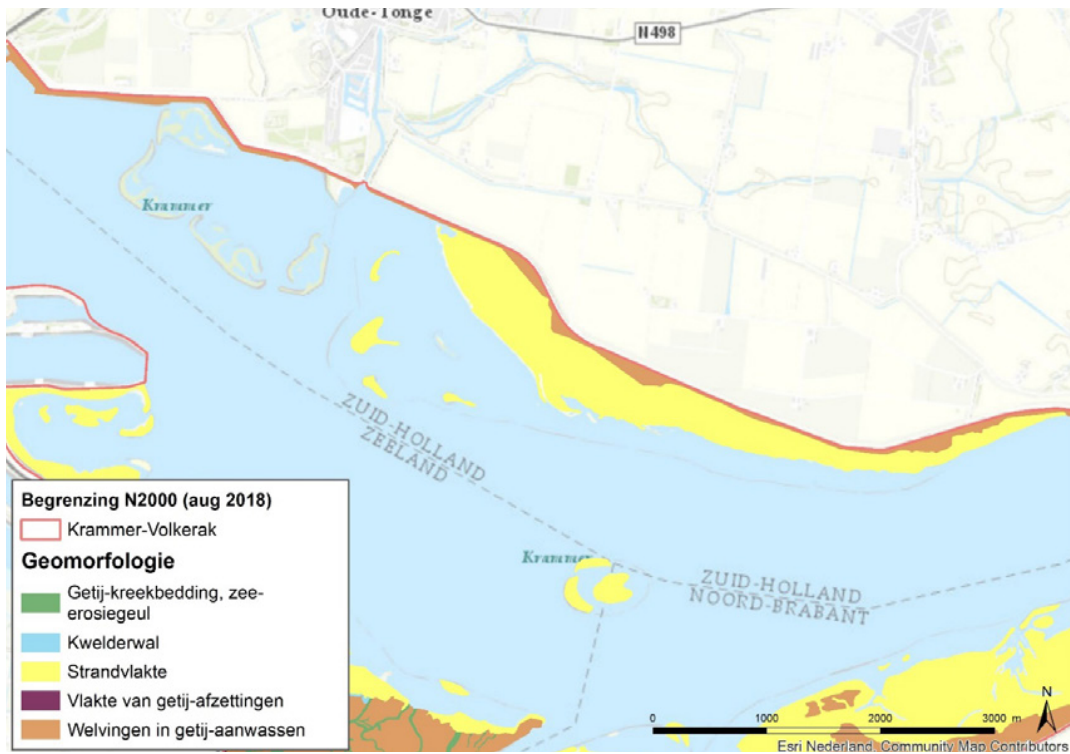 Oude-Tonge
N498
Krammer
ZUID-HOLLAND
ZEELAND
Krammer
ZUID-HOLLAND
NOORD-BRABANT
Begrenzing N2000 (aug 2018)
Krammer-Volkerak
Geomorfologie
Getij-kreekbedding, zee-
erosiegeul
Kwelderwal
Strandvlakte
Vlakte van getij-afzettingen
Welvingen in getij-aanwassen
N
0 1000 2000 3000 m
Esri Nederland, Community Map Contributors